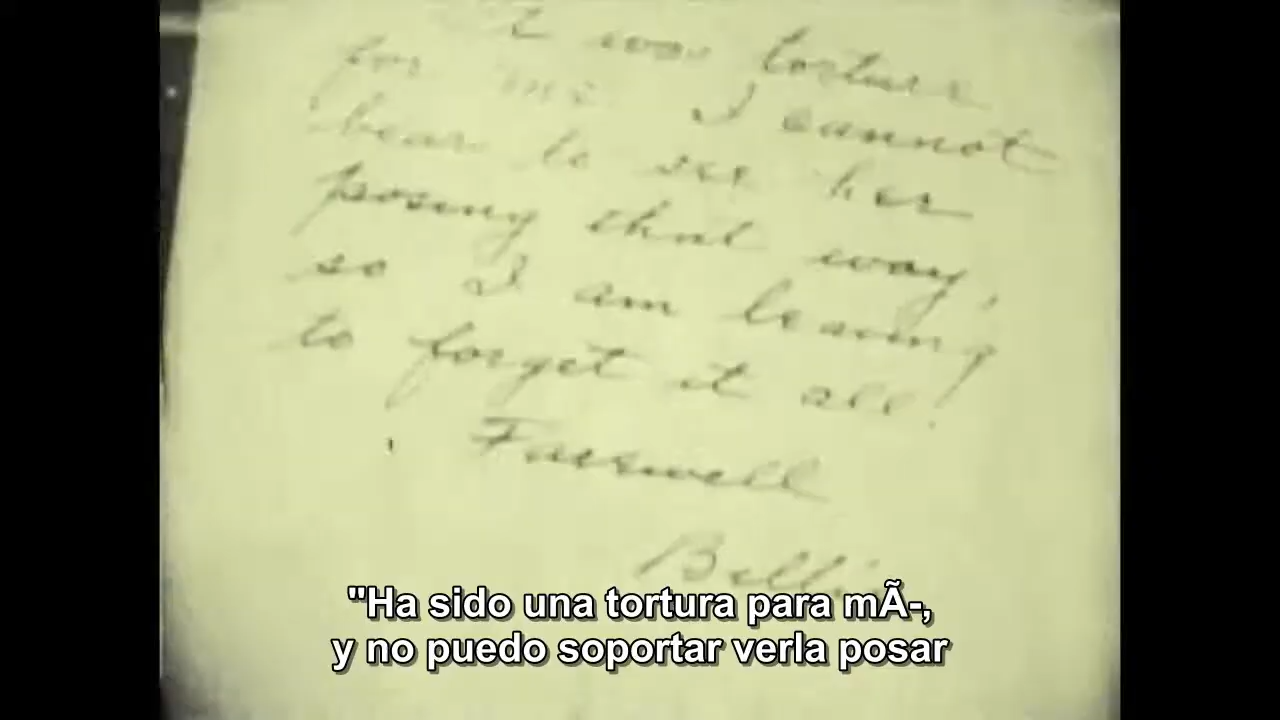 I was torture
for me. I cannot
bear to see her
posing that way,
so I am leaving
to forget it all!
Farewell
"Ha sido una tortura para mÃ-,
y no puedo soportar verla posar